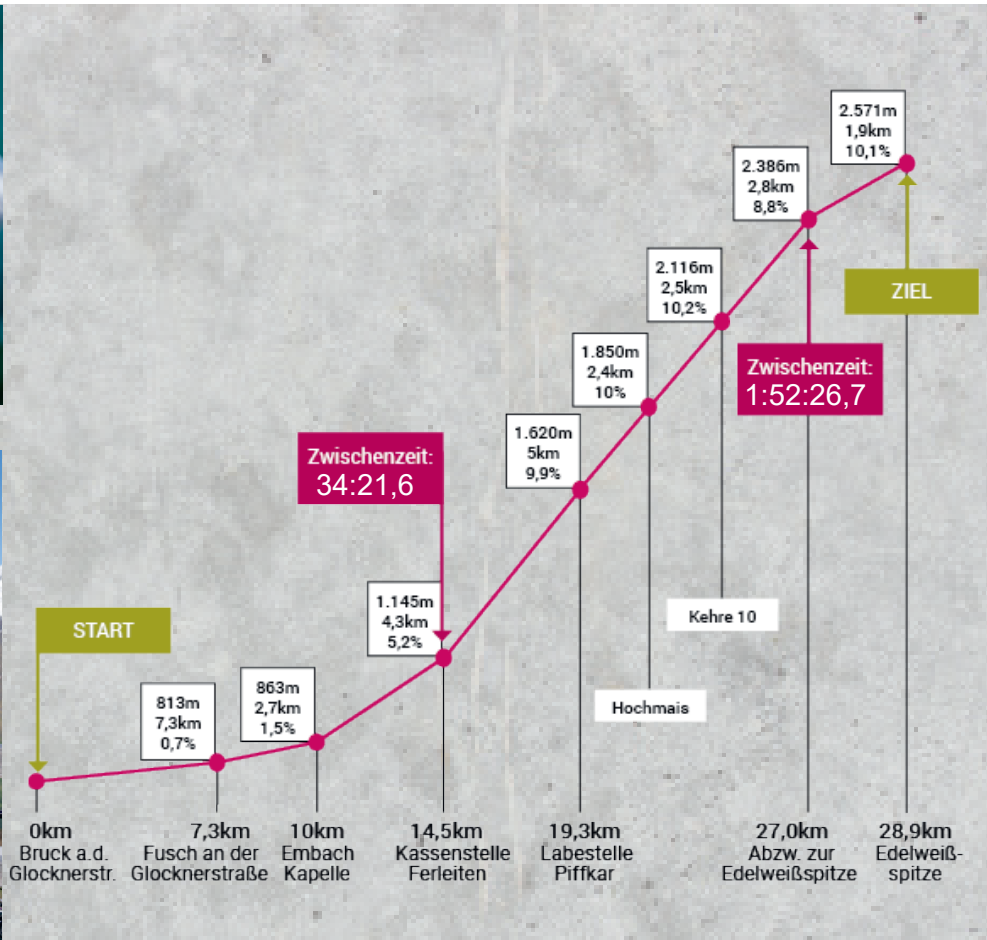 2.571m
1,9km
10,1%
2.386m
2,8km
8,8%
2.116m
2,5km
10,2%
ZIEL
1.850m
2,4km
10%
Zwischenzeit:
1:52:26,7
1.620m
5km
9,9%
Zwischenzeit:
34:21,6
1.145m
4,3km
5,2%
START
Kehre 10
863m
2,7km
1,5%
813m
7,3km
0,7%
Hochmais
0km
Bruck a.d.
Glocknerstr.
7,3km
Fusch an der
Glocknerstraße
10km
Embach
Kapelle
14,5km
Kassenstelle
Ferleiten
19,3km
Labestelle
Piffkar
27,0km
Abzw. zur
Edelweißspitze
28,9km
Edelweiß-
spitze